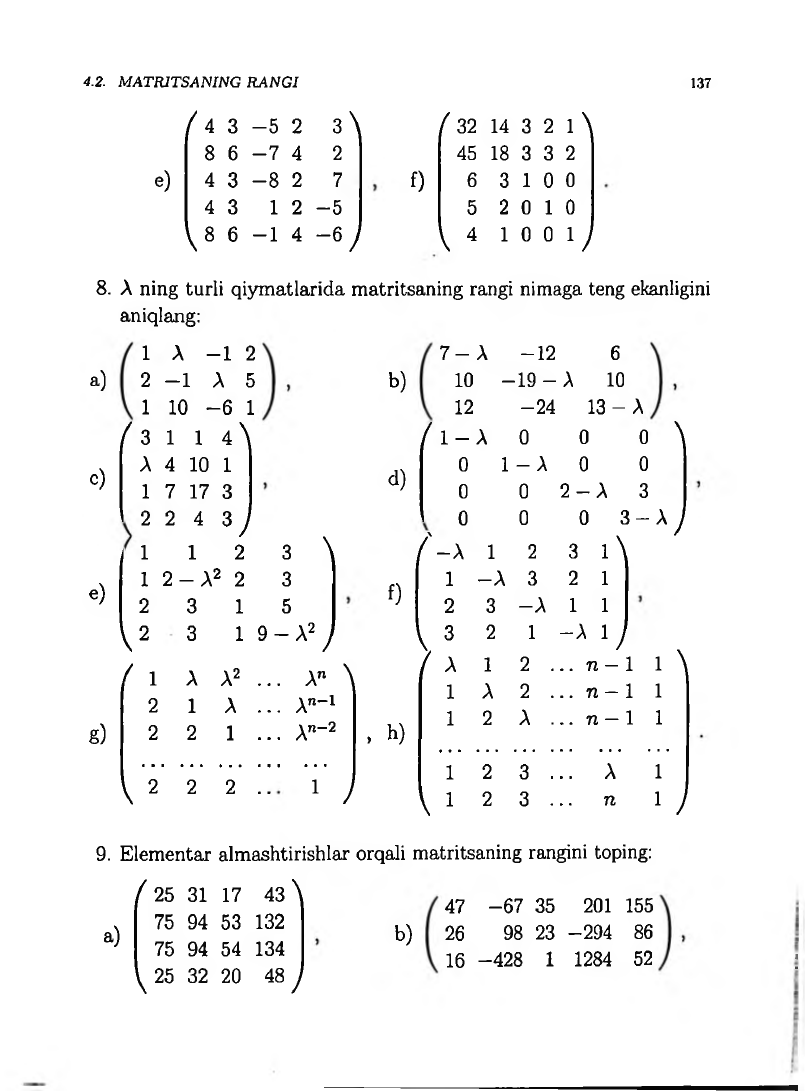 4.2. MATRITSANING RANGI 137
e) ( 4 3 −5 2 3
8 6 −7 4 2
4 3 −8 2 7
4 3 1 2 −5
8 6 −1 4 −6 ) , f) ( 32 14 3 2 1
45 18 3 3 2
6 3 1 0 0
5 2 0 1 0
4 1 0 0 1 ) .
8. λ ning turli qiymatlarida matritsaning rangi nimaga teng ekanligini
aniqlang:
a) ( 1 λ −1 2
2 −1 λ 5
1 10 −6 1 ) ,
b) ( 7 − λ −12 6
10 −19 − λ 10
12 −24 13 − λ ) ,
c) ( 3 1 1 4
λ 4 10 1
1 7 17 3
2 2 4 3 ) ,
d) ( 1 − λ 0 0 0
0 1 − λ 0 0
0 0 2 − λ 3
0 0 0 3 − λ ) ,
e) ( 1 1 2 3
1 2 − λ² 2 3
2 3 1 5
2 3 1 9 − λ² ) ,
f) ( −λ 1 2 3 1
1 −λ 3 2 1
2 3 −λ 1 1
3 2 1 −λ 1 ) ,
g) ( 1 λ λ² ... λⁿ
2 1 λ ... λⁿ⁻¹
2 2 1 ... λⁿ⁻²
... ... ... ... ...
2 2 2 ... 1 ) ,
h) ( λ 1 2 ... n − 1 1
1 λ 2 ... n − 1 1
1 2 λ ... n − 1 1
... ... ... ... ... ...
1 2 3 ... λ 1
1 2 3 ... n 1 ) .
9. Elementar almashtirishlar orqali matritsaning rangini toping:
a) ( 25 31 17 43
75 94 53 132
75 94 54 134
25 32 20 48 ) ,
b) ( 47 −67 35 201 155
26 98 23 −294 86
16 −428 1 1284 52 ) ,